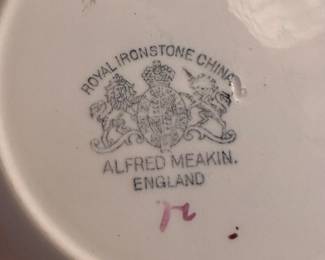 ROYAL IRONSTONE CHINA
ALFRED MEAKIN.
ENGLAND